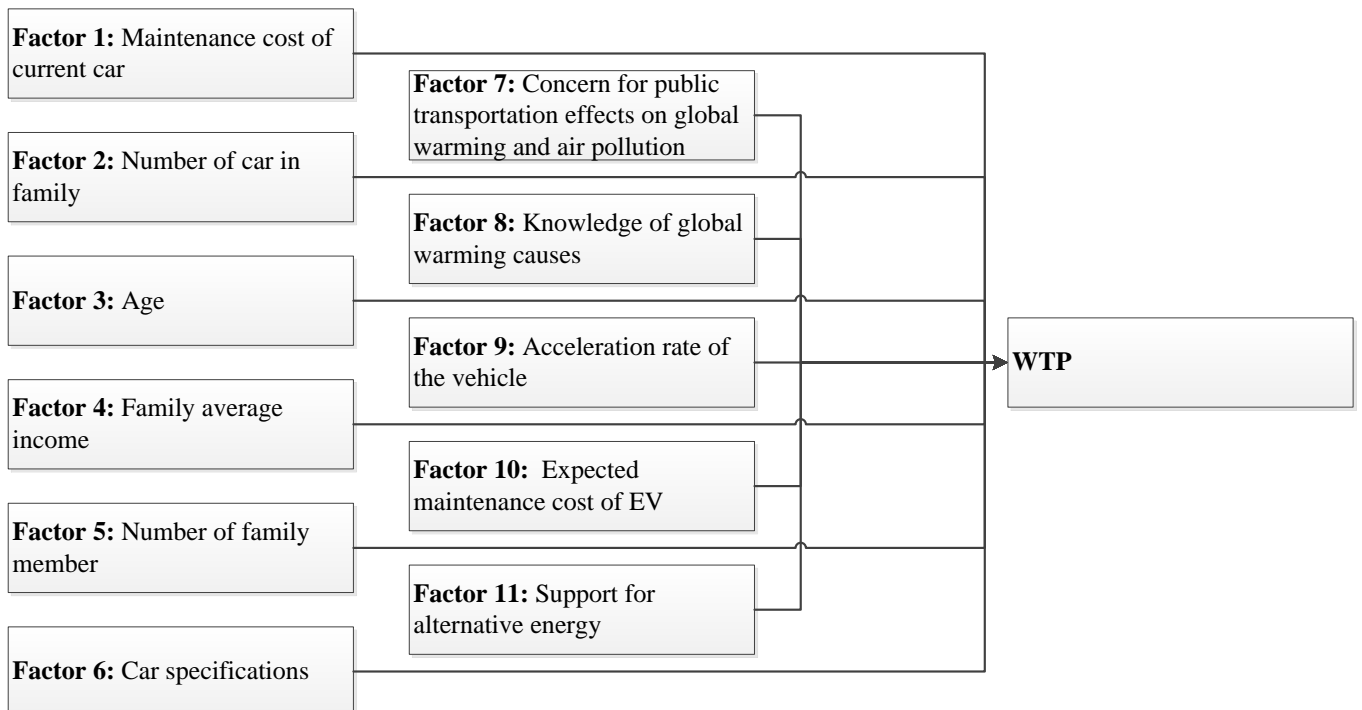 Factor 1: Maintenance cost of
current car
Factor 2: Number of car in
family
Factor 3: Age
Factor 4: Family average
income
Factor 5: Number of family
member
Factor 6: Car specifications
Factor 7: Concern for public
transportation effects on global
warming and air pollution
Factor 8: Knowledge of global
warming causes
Factor 9: Acceleration rate of
the vehicle
Factor 10:  Expected
maintenance cost of EV
Factor 11: Support for
alternative energy
WTP